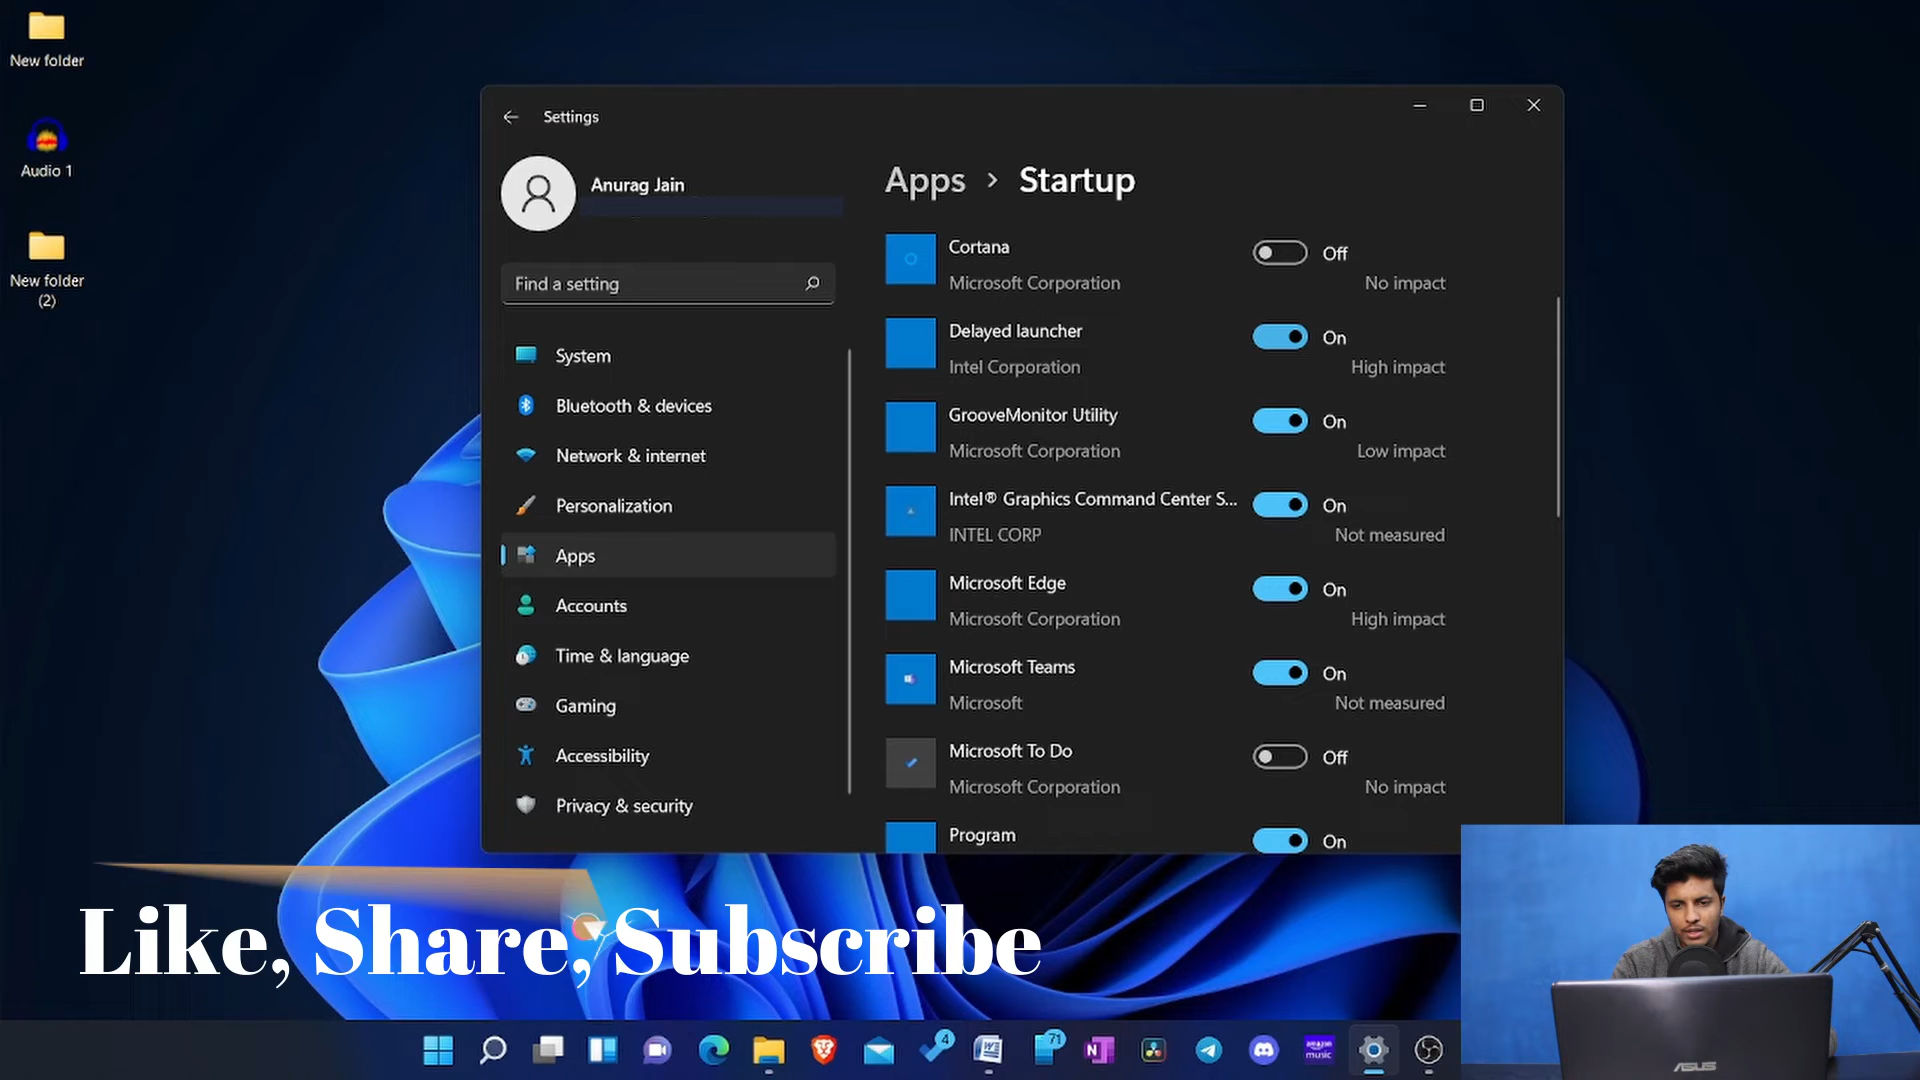 New folder
Audio 1
New folder
(2)
Settings
Anurag Jain
Find a setting
System
Bluetooth & devices
Network & internet
Personalization
Apps
Accounts
Time & language
Gaming
Accessibility
Privacy & security
Apps > Startup
Cortana
Off
Microsoft Corporation
No impact
Delayed launcher
On
Intel Corporation
High impact
GrooveMonitor Utility
On
Microsoft Corporation
Low impact
Intel® Graphics Command Center S...
On
INTEL CORP
Not measured
Microsoft Edge
On
Microsoft Corporation
High impact
Microsoft Teams
On
Microsoft
Not measured
Microsoft To Do
Off
Microsoft Corporation
No impact
Program
On
Like, Share, Subscribe
4
W
71
N
amazon
music
ASUS